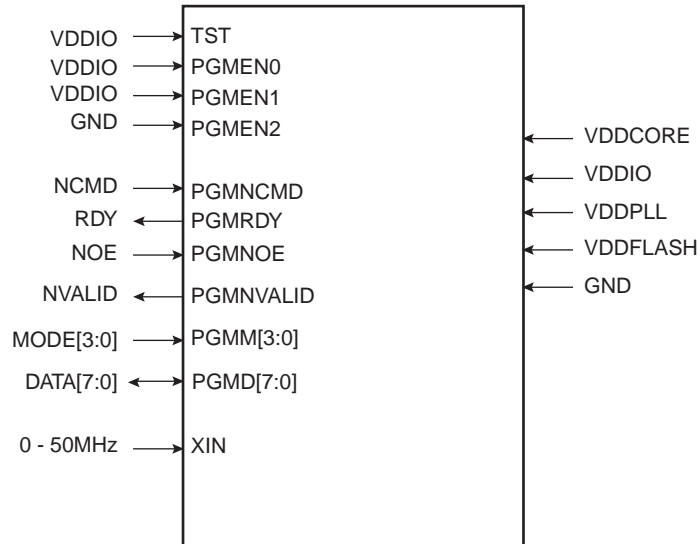 VDDIO TST
VDDIO PGMEN0
VDDIO PGMEN1
GND PGMEN2
NCMD PGMNCMD
RDY PGMRDY
NOE PGMNOE
NVALID PGMNVALID
MODE[3:0] PGMM[3:0]
DATA[7:0] PGMD[7:0]
0 - 50MHz XIN
VDDCORE
VDDIO
VDDPLL
VDDFLASH
GND